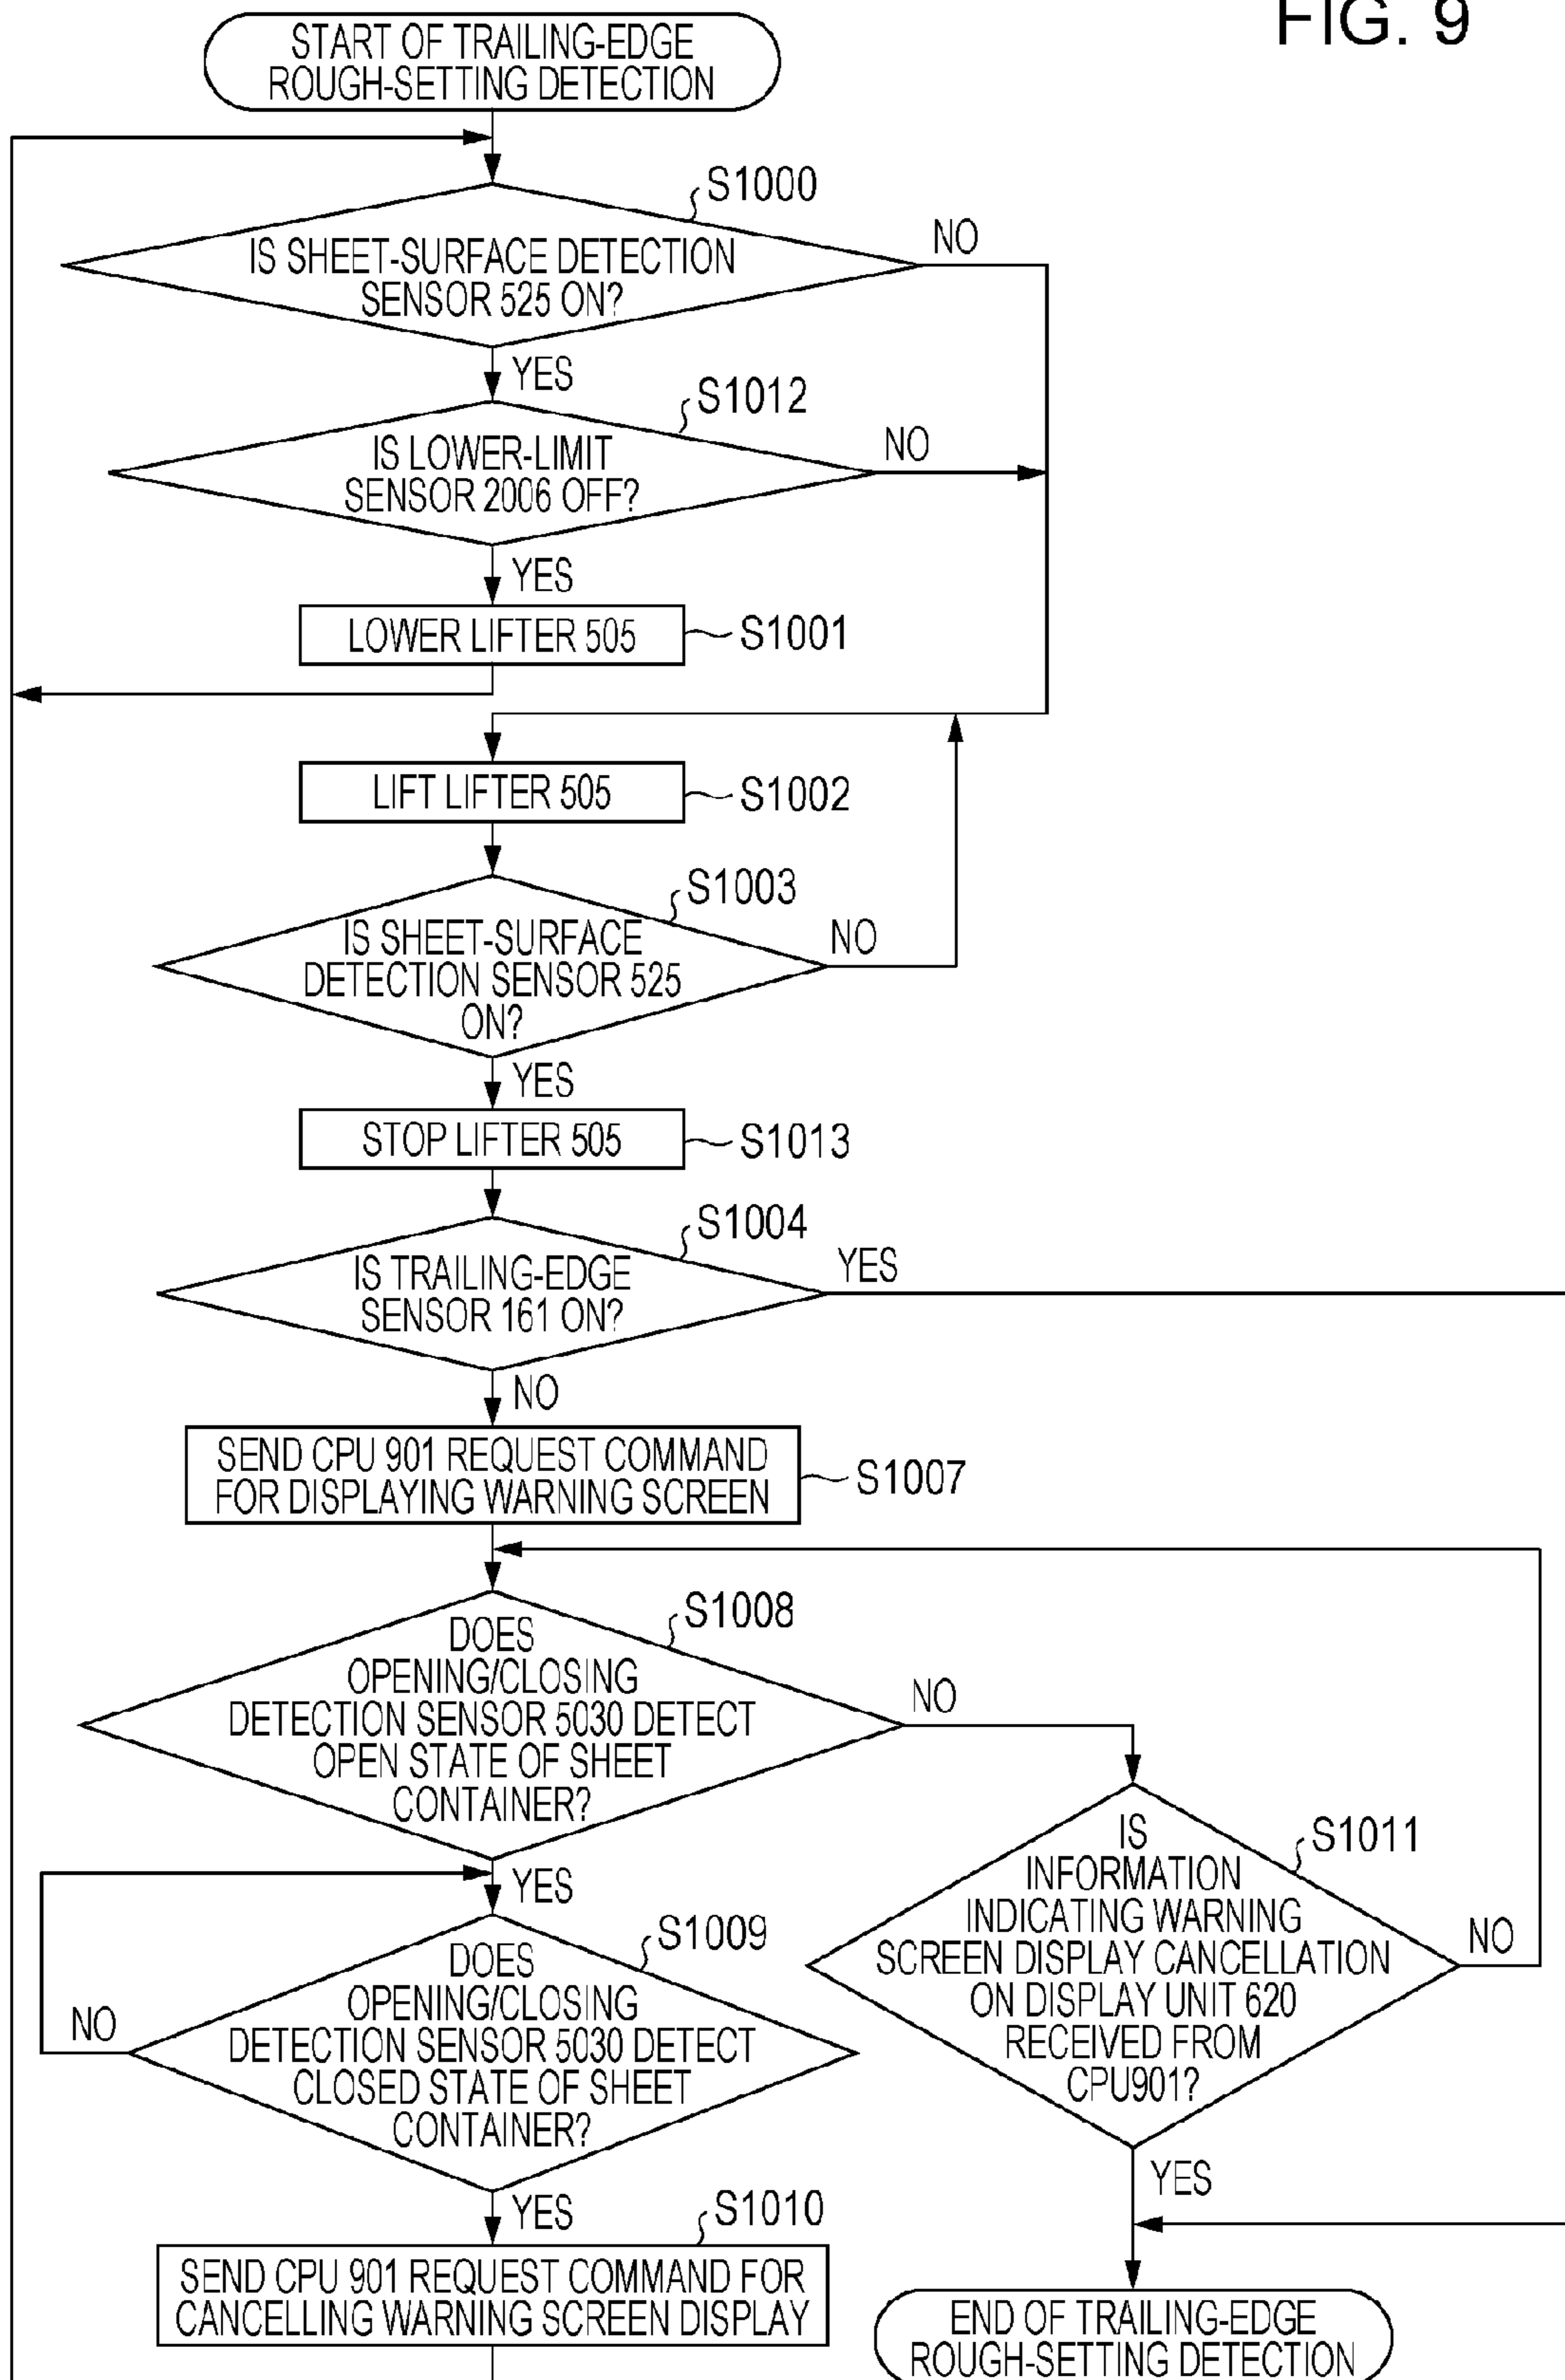 FIG. 9
START OF TRAILING-EDGE
ROUGH-SETTING DETECTION
S1000
IS SHEET-SURFACE DETECTION
SENSOR 525 ON?
NO
YES
S1012
IS LOWER-LIMIT
SENSOR 2006 OFF?
NO
YES
LOWER LIFTER 505
S1001
LIFT LIFTER 505
S1002
S1003
IS SHEET-SURFACE
DETECTION SENSOR 525
ON?
NO
YES
STOP LIFTER 505
S1013
S1004
IS TRAILING-EDGE
SENSOR 161 ON?
YES
NO
SEND CPU 901 REQUEST COMMAND
FOR DISPLAYING WARNING SCREEN
S1007
S1008
DOES
OPENING/CLOSING
DETECTION SENSOR 5030 DETECT
OPEN STATE OF SHEET
CONTAINER?
NO
YES
S1011
IS
INFORMATION
INDICATING WARNING
SCREEN DISPLAY CANCELLATION
ON DISPLAY UNIT 620
RECEIVED FROM
CPU901?
NO
YES
S1009
DOES
OPENING/CLOSING
DETECTION SENSOR 5030 DETECT
CLOSED STATE OF SHEET
CONTAINER?
NO
YES
S1010
SEND CPU 901 REQUEST COMMAND FOR
CANCELLING WARNING SCREEN DISPLAY
END OF TRAILING-EDGE
ROUGH-SETTING DETECTION